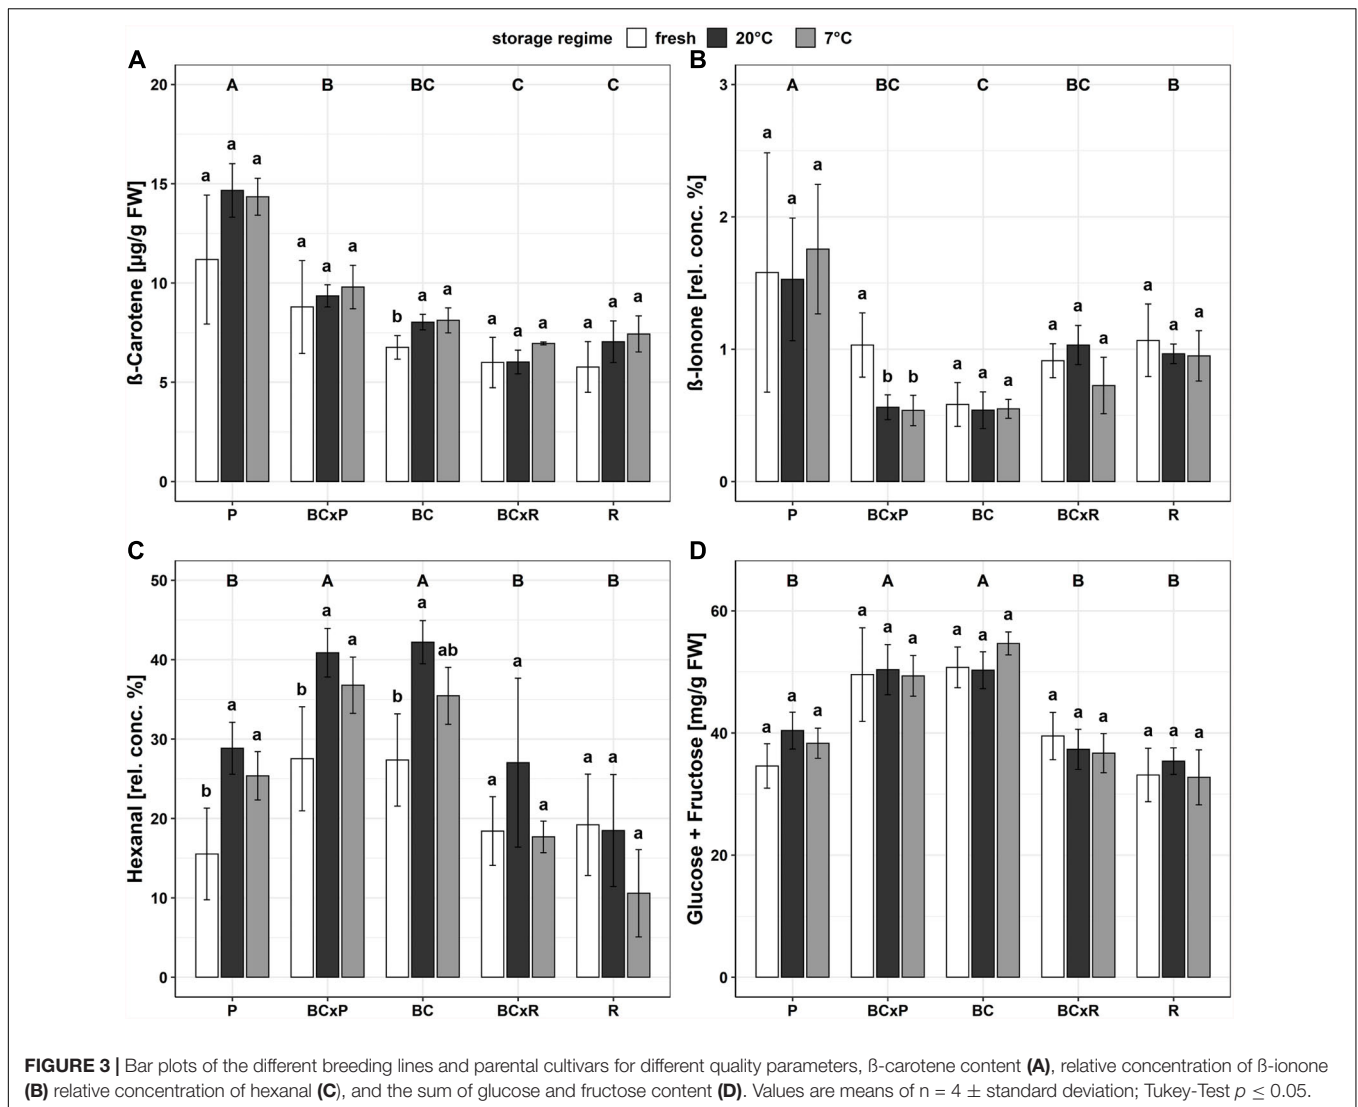 storage regime fresh 20°C 7°C
A
ß-Carotene [µg/g FW]
20
15
10
5
0
A B BC C C
a a a
a a a
b a a
a a a
a a a
P BCxP BC BCxR R
B
ß-Ionone [rel. conc. %]
3
2
1
0
A BC C BC B
a a a
a b b
a a a
a a a
a a a
P BCxP BC BCxR R
C
Hexanal [rel. conc. %]
50
40
30
20
10
0
B A A B B
b a a
b a a
b a ab
a a a
a a a
P BCxP BC BCxR R
D
Glucose + Fructose [mg/g FW]
60
40
20
0
B A A B B
a a a
a a a
a a a
a a a
a a a
P BCxP BC BCxR R
FIGURE 3 | Bar plots of the different breeding lines and parental cultivars for different quality parameters, ß-carotene content (A), relative concentration of ß-ionone
(B) relative concentration of hexanal (C), and the sum of glucose and fructose content (D). Values are means of n = 4 ± standard deviation; Tukey-Test p ≤ 0.05.